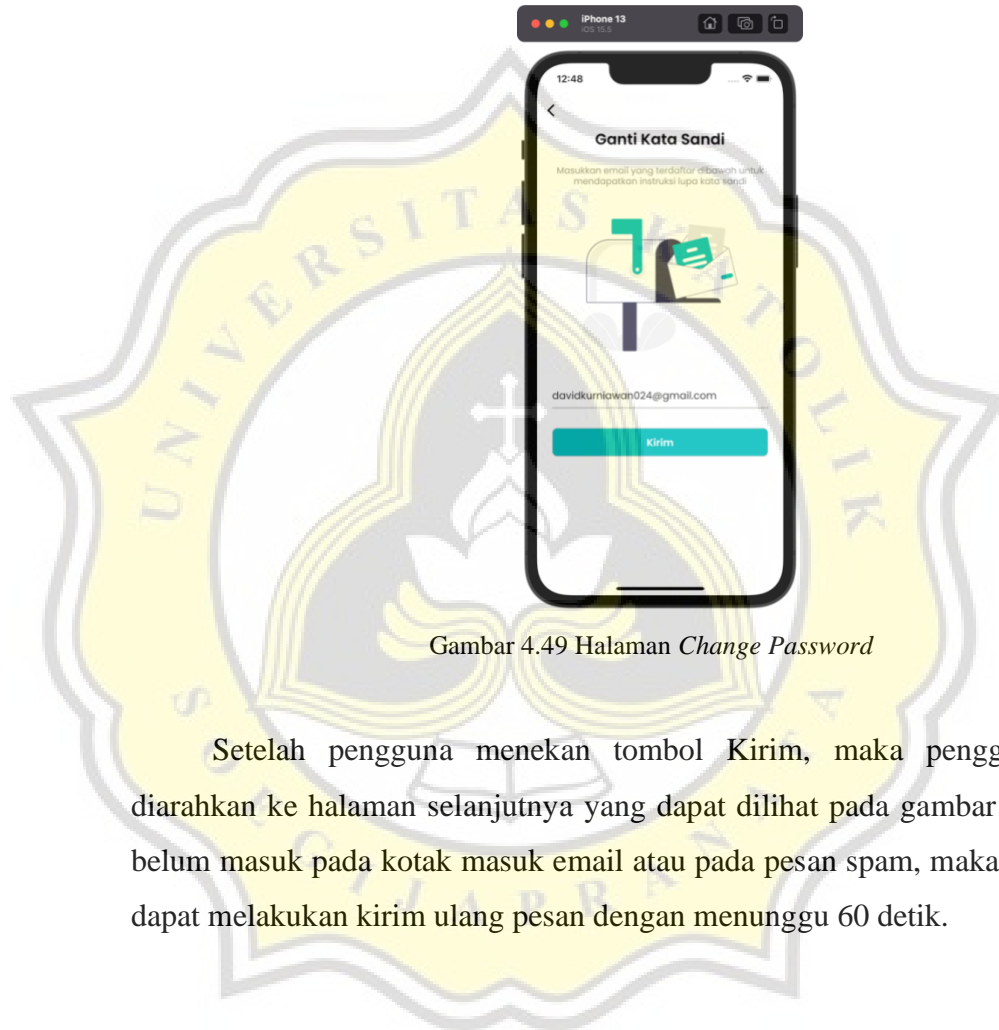 iPhone 13
iOS 15.5
12:48
Ganti Kata Sandi
Masukkan email yang terdaftar dibawah untuk
mendapatkan instruksi lupa kata sandi
davidkurniawan024@gmail.com
Kirim
Gambar 4.49 Halaman Change Password
Setelah pengguna menekan tombol Kirim, maka pengg
diarahkan ke halaman selanjutnya yang dapat dilihat pada gambar
belum masuk pada kotak masuk email atau pada pesan spam, maka
dapat melakukan kirim ulang pesan dengan menunggu 60 detik.
UNIVERSITAS KATOLIK
SOEGIJAPRANATA